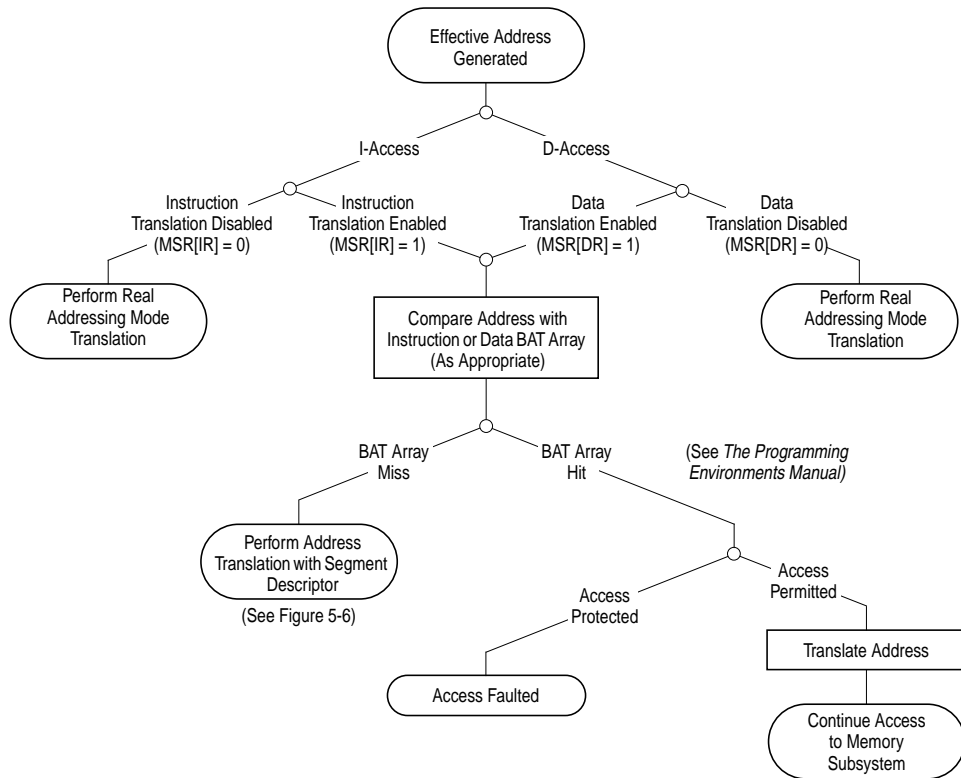 Effective Address
Generated
I-Access
D-Access
Instruction
Translation Disabled
(MSR[IR] = 0)
Instruction
Translation Enabled
(MSR[IR] = 1)
Data
Translation Enabled
(MSR[DR] = 1)
Data
Translation Disabled
(MSR[DR] = 0)
Perform Real
Addressing Mode
Translation
Compare Address with
Instruction or Data BAT Array
(As Appropriate)
Perform Real
Addressing Mode
Translation
BAT Array
Miss
BAT Array
Hit
(See The Programming
Environments Manual)
Perform Address
Translation with Segment
Descriptor
(See Figure 5-6)
Access
Protected
Access
Permitted
Access Faulted
Translate Address
Continue Access
to Memory
Subsystem